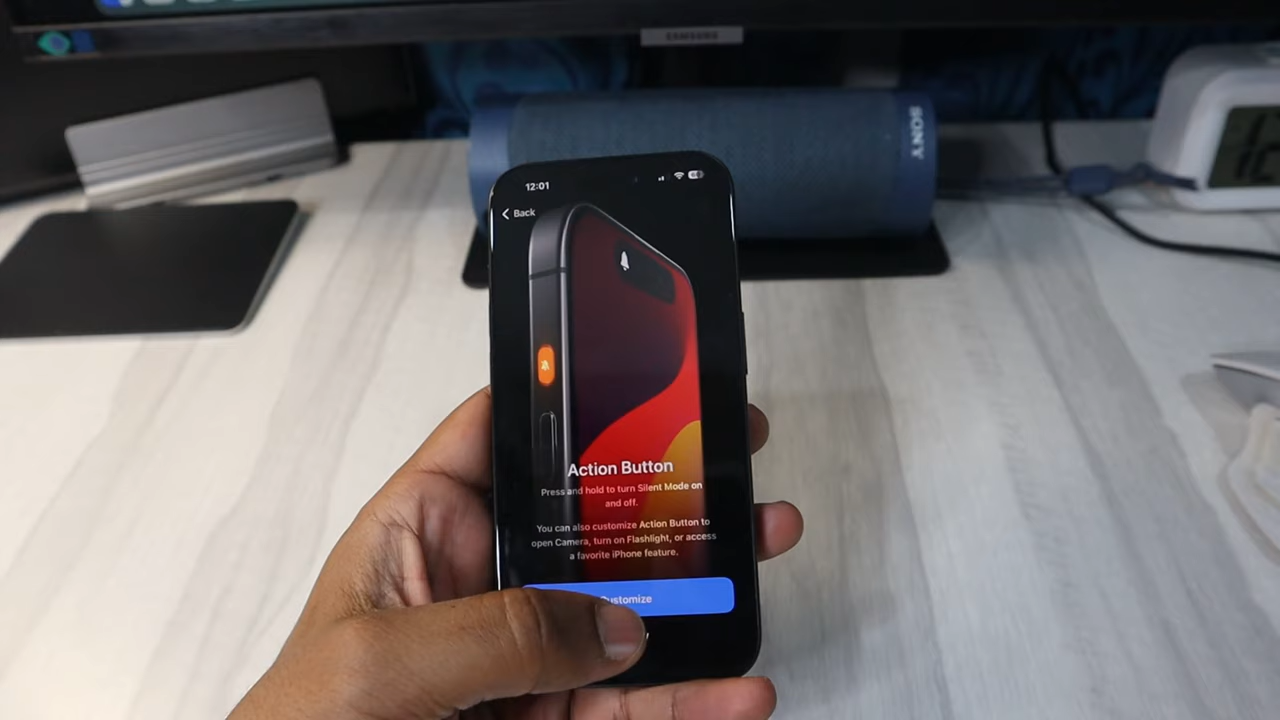 SAMSUNG
SONY
12:01
Back
Action Button
Press and hold to turn Silent Mode on
and off.
You can also customize Action Button to
open Camera, turn on Flashlight, or access
a favorite iPhone feature.
Customize